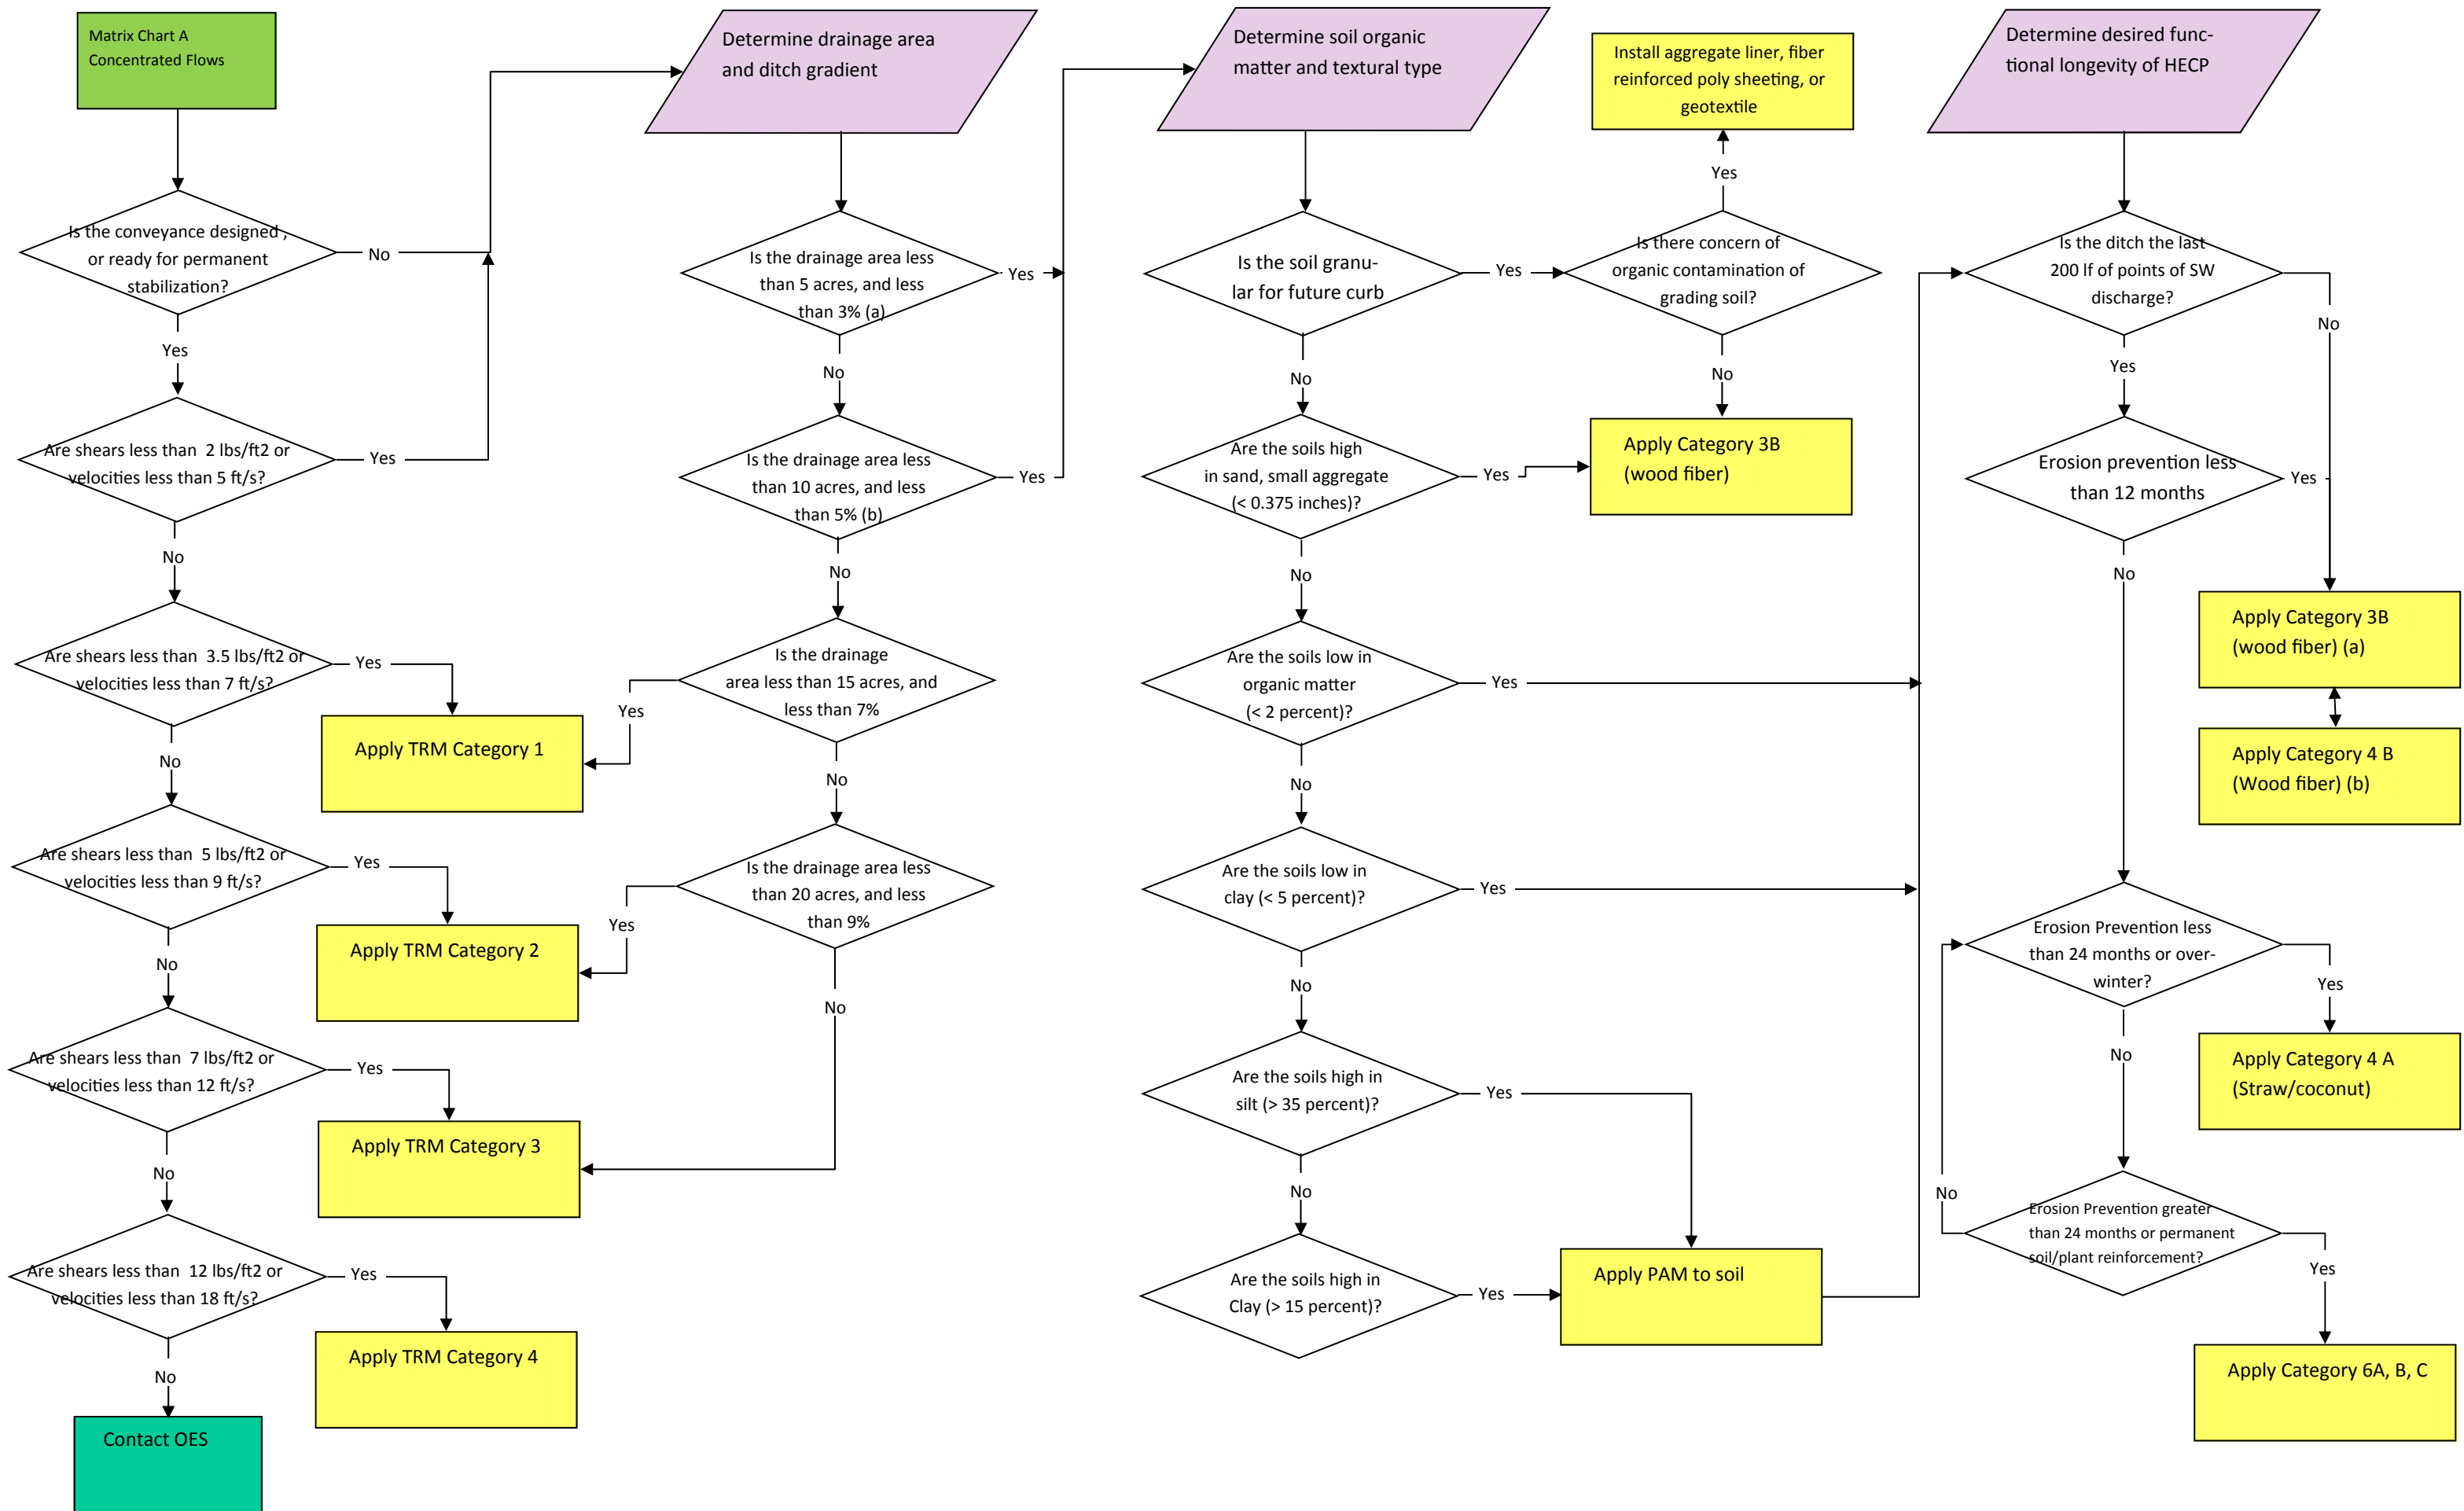 Matrix Chart A
Concentrated Flows
Is the conveyance designed ,
or ready for permanent
stabilization?
No
Yes
Are shears less than  2 lbs/ft2 or
velocities less than 5 ft/s?
Yes
No
Are shears less than  3.5 lbs/ft2 or
velocities less than 7 ft/s?
Yes
Apply TRM Category 1
No
Are shears less than  5 lbs/ft2 or
velocities less than 9 ft/s?
Yes
Apply TRM Category 2
No
Are shears less than  7 lbs/ft2 or
velocities less than 12 ft/s?
Yes
Apply TRM Category 3
No
Are shears less than  12 lbs/ft2 or
velocities less than 18 ft/s?
Yes
Apply TRM Category 4
No
Contact OES
Determine drainage area
and ditch gradient
Is the drainage area less
than 5 acres, and less
than 3% (a)
Yes
No
Is the drainage area less
than 10 acres, and less
than 5% (b)
Yes
No
Is the drainage
area less than 15 acres, and
less than 7%
Yes
No
Is the drainage area less
than 20 acres, and less
than 9%
Yes
No
Determine soil organic
matter and textural type
Is the soil granu-
lar for future curb
Yes
No
Install aggregate liner, fiber
reinforced poly sheeting, or
geotextile
Yes
Is there concern of
organic contamination of
grading soil?
No
Apply Category 3B
(wood fiber)
Are the soils high
in sand, small aggregate
(< 0.375 inches)?
Yes
No
Are the soils low in
organic matter
(< 2 percent)?
Yes
No
Are the soils low in
clay (< 5 percent)?
Yes
No
Are the soils high in
silt (> 35 percent)?
Yes
No
Are the soils high in
Clay (> 15 percent)?
Yes
Apply PAM to soil
Determine desired func-
tional longevity of HECP
Is the ditch the last
200 lf of points of SW
discharge?
No
Yes
Erosion prevention less
than 12 months
Yes
No
Apply Category 3B
(wood fiber) (a)
Apply Category 4 B
(Wood fiber) (b)
Erosion Prevention less
than 24 months or over-
winter?
Yes
No
Apply Category 4 A
(Straw/coconut)
Erosion Prevention greater
than 24 months or permanent
soil/plant reinforcement?
No
Yes
Apply Category 6A, B, C